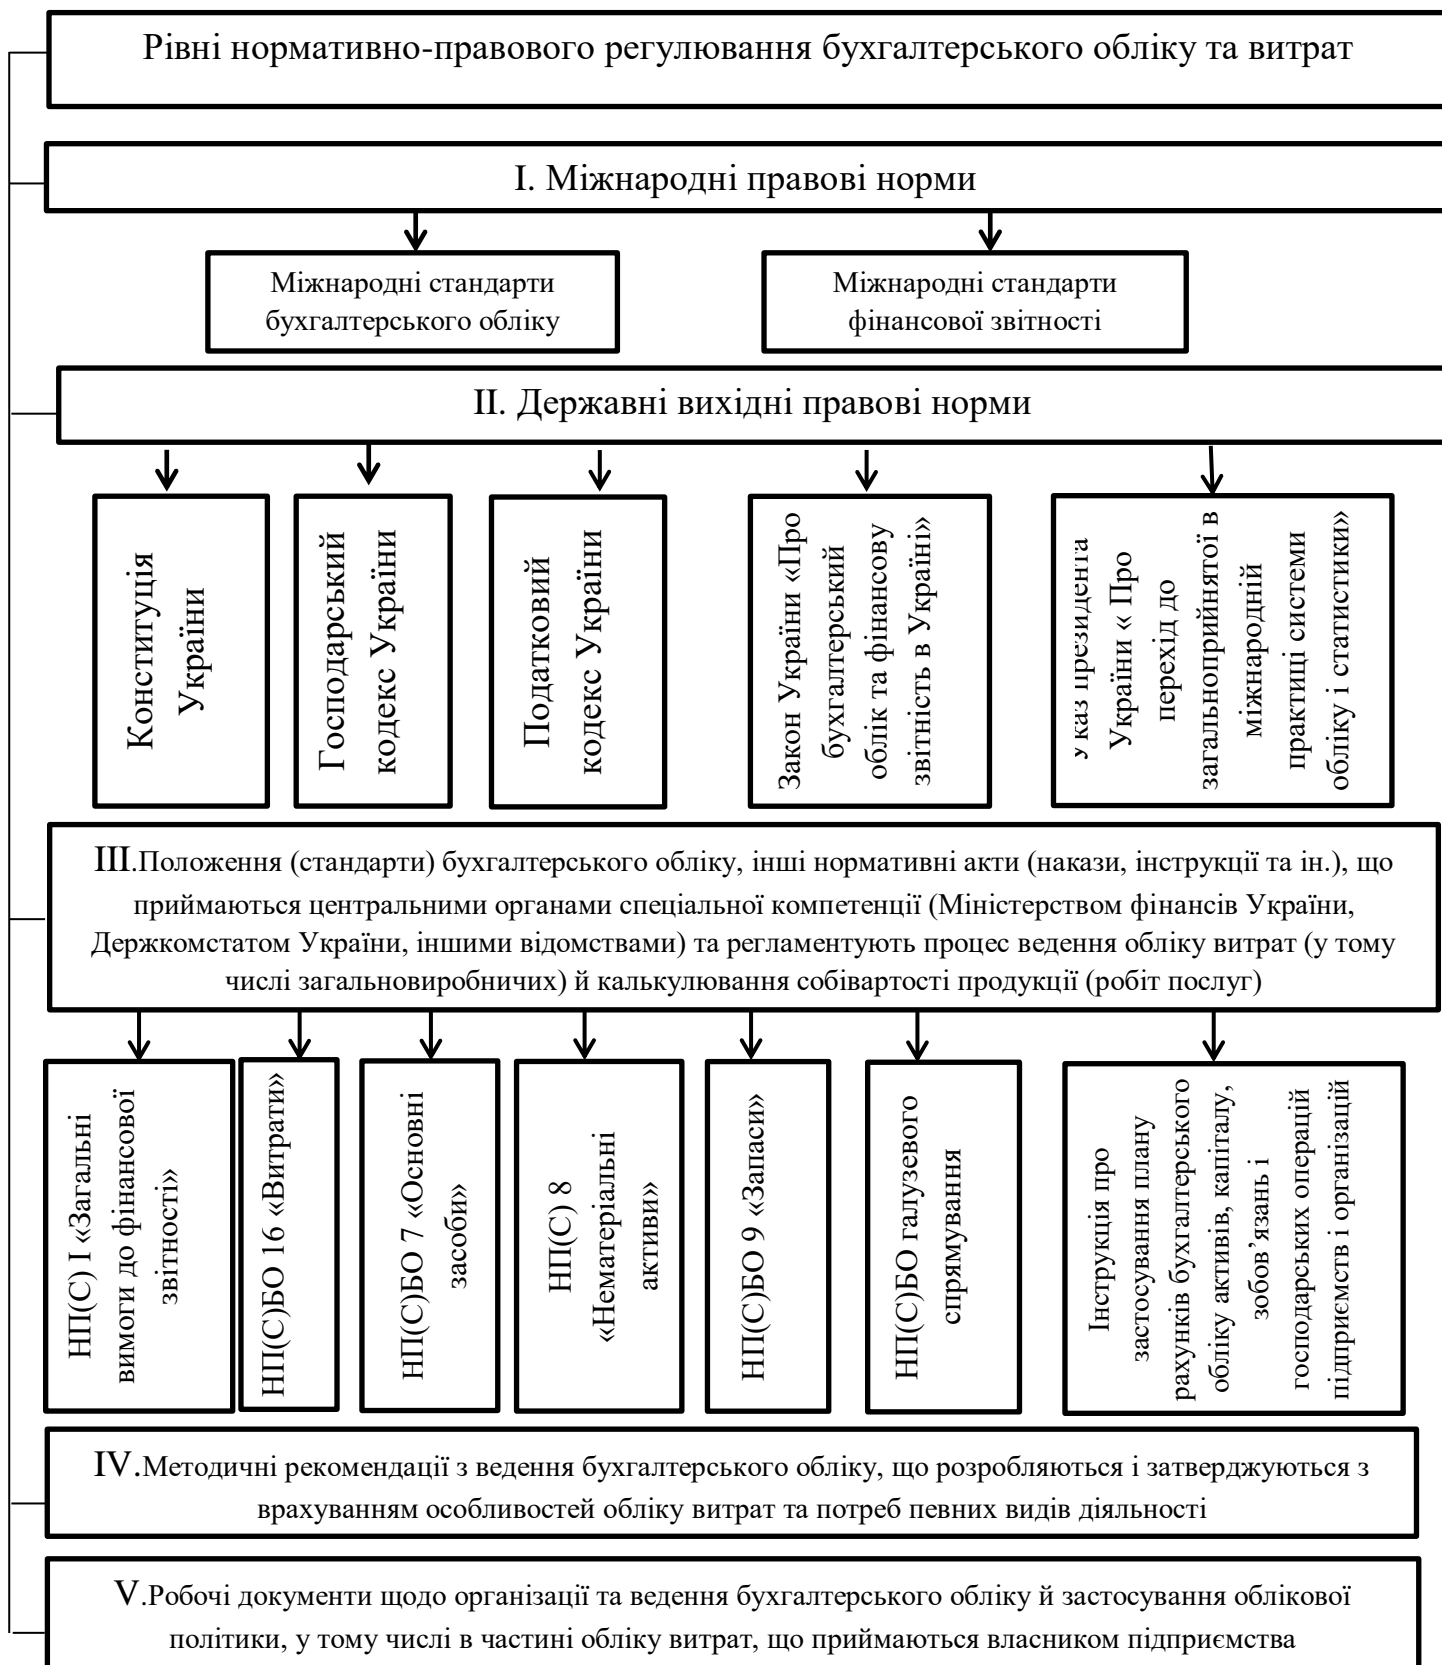 Рівні нормативно-правового регулювання бухгалтерського обліку та витрат
I. Міжнародні правові норми
Міжнародні стандарти
бухгалтерського обліку
Міжнародні стандарти
фінансової звітності
II. Державні вихідні правові норми
Конституція
України
Господарський
кодекс України
Податковий
кодекс України
Закон України «Про
бухгалтерський
облік та фінансову
звітність в Україні»
Указ президента
України « Про
перехід до
загальноприйнятої в
міжнародній
практиці системи
обліку і статистики»
III.Положення (стандарти) бухгалтерського обліку, інші нормативні акти (накази, інструкції та ін.), що
приймаються центральними органами спеціальної компетенції (Міністерством фінансів України,
Держкомстатом України, іншими відомствами) та регламентують процес ведення обліку витрат (у тому
числі загальновиробничих) й калькулювання собівартості продукції (робіт послуг)
НП(С) I «Загальні
вимоги до фінансової
звітності»
НП(С)БО 16 «Витрати»
НП(С)БО 7 «Основні
засоби»
НП(С) 8
«Нематеріальні
активи»
НП(С)БО 9 «Запаси»
НП(С)БО галузевого
спрямування
Інструкція про
застосування плану
рахунків бухгалтерського
обліку активів, капіталу,
зобов’язань і
господарських операцій
підприємств і організацій
IV.Методичні рекомендації з ведення бухгалтерського обліку, що розробляються і затверджуються з
врахуванням особливостей обліку витрат та потреб певних видів діяльності
V.Робочі документи щодо організації та ведення бухгалтерського обліку й застосування облікової
політики, у тому числі в частині обліку витрат, що приймаються власником підприємства